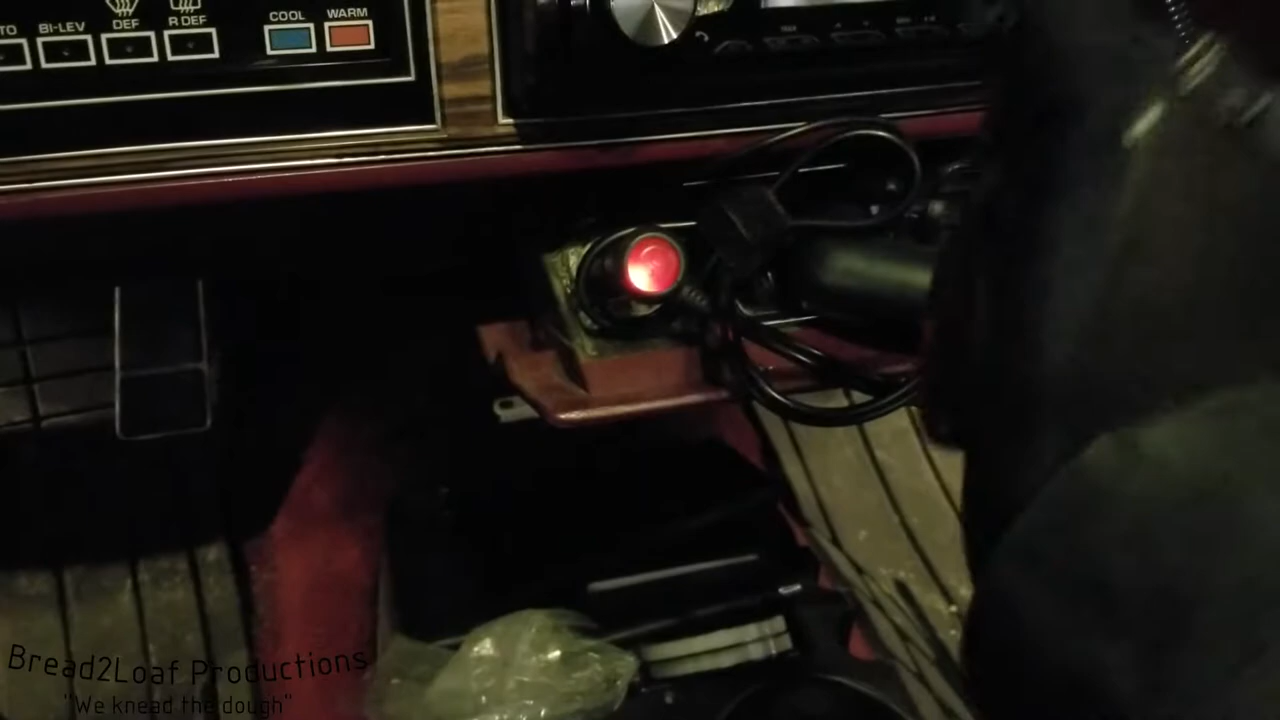 TO BI-LEV DEF R DEF COOL WARM
Bread2Loaf Productions
"We knead the dough"